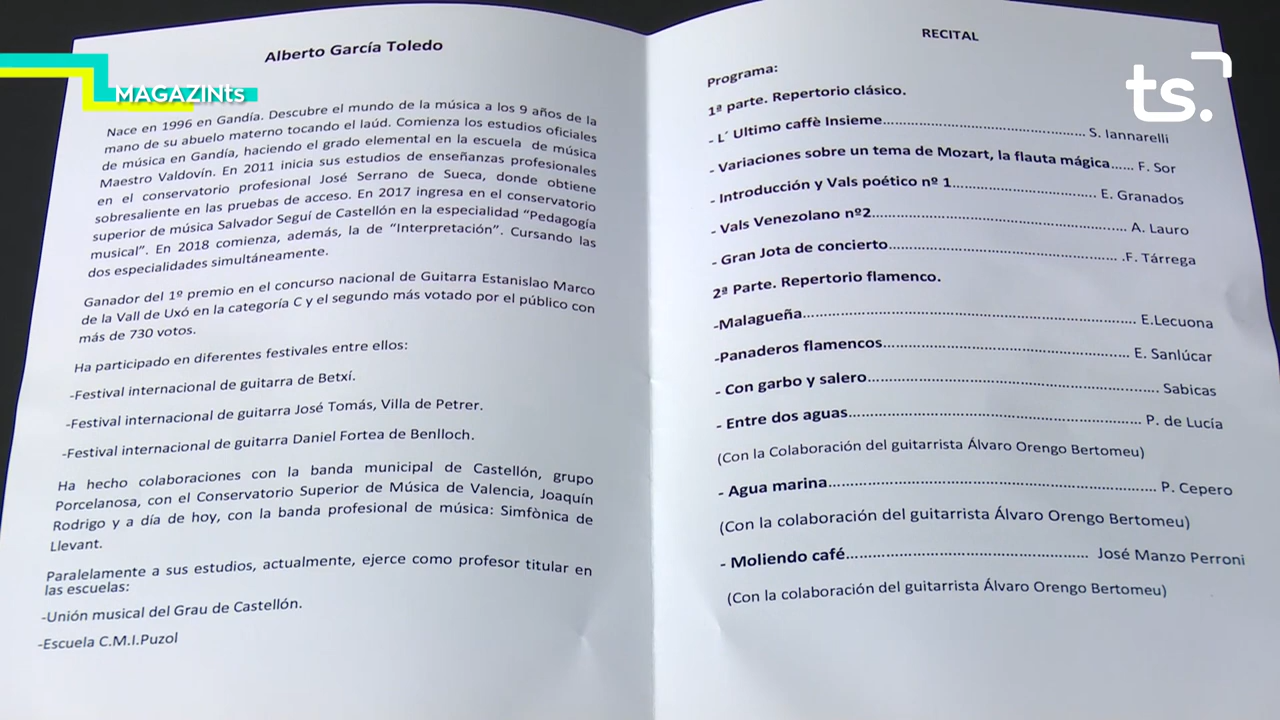 MAGAZINts
ts.
Alberto García Toledo
Nace en 1996 en Gandía. Descubre el mundo de la música a los 9 años de la
mano de su abuelo materno tocando el laúd. Comienza los estudios oficiales
de música en Gandía, haciendo el grado elemental en la escuela de música
Maestro Valdovín. En 2011 inicia sus estudios de enseñanzas profesionales
en el conservatorio profesional José Serrano de Sueca, donde obtiene
sobresaliente en las pruebas de acceso. En 2017 ingresa en el conservatorio
superior de música Salvador Seguí de Castellón en la especialidad “Pedagogía
musical”. En 2018 comienza, además, la de “Interpretación”. Cursando las
dos especialidades simultáneamente.
Ganador del 1º premio en el concurso nacional de Guitarra Estanislao Marco
de la Vall de Uxó en la categoría C y el segundo más votado por el público con
más de 730 votos.
Ha participado en diferentes festivales entre ellos:
-Festival internacional de guitarra de Betxí.
-Festival internacional de guitarra José Tomás, Villa de Petrer.
-Festival internacional de guitarra Daniel Fortea de Benlloch.
Ha hecho colaboraciones con la banda municipal de Castellón, grupo
Porcelanosa, con el Conservatorio Superior de Música de Valencia, Joaquín
Rodrigo y a día de hoy, con la banda profesional de música: Simfònica de
Llevant.
Paralelamente a sus estudios, actualmente, ejerce como profesor titular en
las escuelas:
-Unión musical del Grau de Castellón.
-Escuela C.M.I.Puzol
RECITAL
Programa:
1ª parte. Repertorio clásico.
- L´ Ultimo caffè Insieme........................................ S. Iannarelli
- Variaciones sobre un tema de Mozart, la flauta mágica...... F. Sor
- Introducción y Vals poético nº 1............................ E. Granados
- Vals Venezolano nº2................................................ A. Lauro
- Gran Jota de concierto............................................ .F. Tárrega
2ª Parte. Repertorio flamenco.
-Malagueña.................................................................. E.Lecuona
-Panaderos flamencos................................................ E. Sanlúcar
- Con garbo y salero......................................................... Sabicas
- Entre dos aguas......................................................... P. de Lucía
(Con la Colaboración del guitarrista Álvaro Orengo Bertomeu)
- Agua marina................................................................ P. Cepero
(Con la colaboración del guitarrista Álvaro Orengo Bertomeu)
- Moliendo café................................................ José Manzo Perroni
(Con la colaboración del guitarrista Álvaro Orengo Bertomeu)